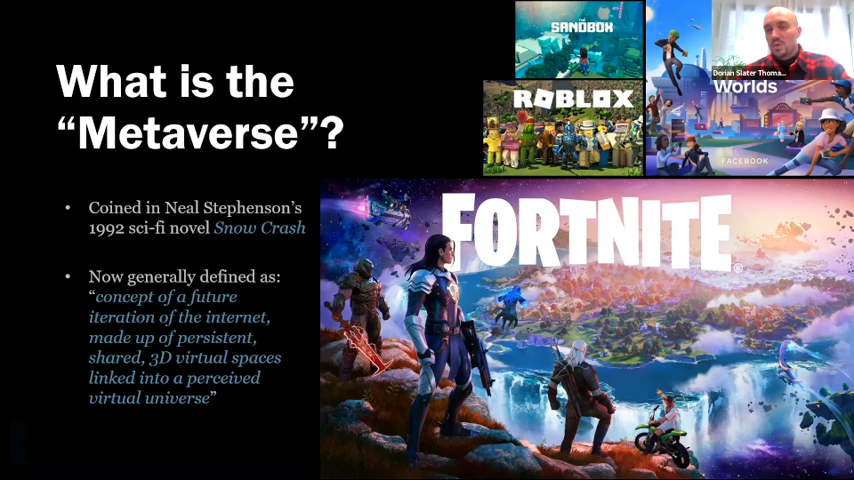 What is the
“Metaverse”?
• Coined in Neal Stephenson’s
1992 sci-fi novel Snow Crash
• Now generally defined as:
“concept of a future
iteration of the internet,
made up of persistent,
shared, 3D virtual spaces
linked into a perceived
virtual universe”
THE
SANDBOX
ROBLOX
Dorian Slater Thoma...
Worlds
FACEBOOK
FORTNITE®